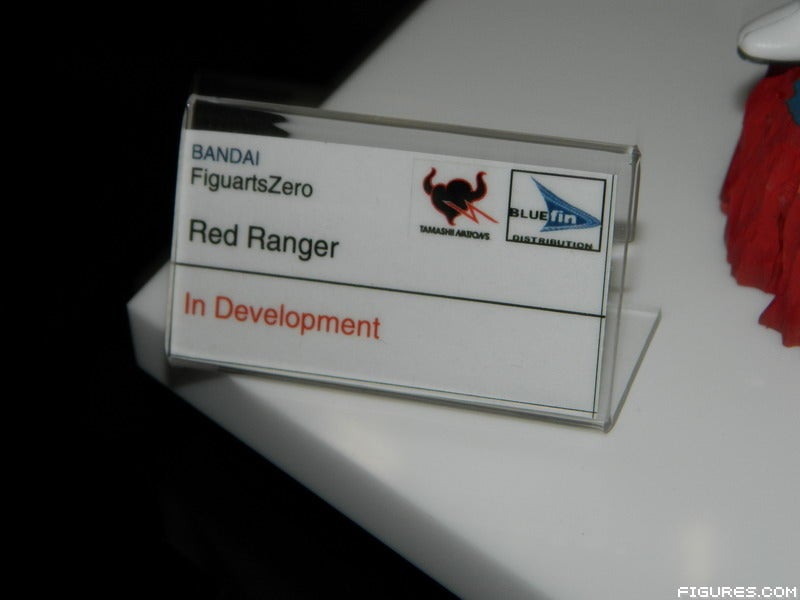 BANDAI
FiguartsZero
Red Ranger
In Development
TAMASHII NATIONS
BLUE fin
DISTRIBUTION
FIGURES.COM